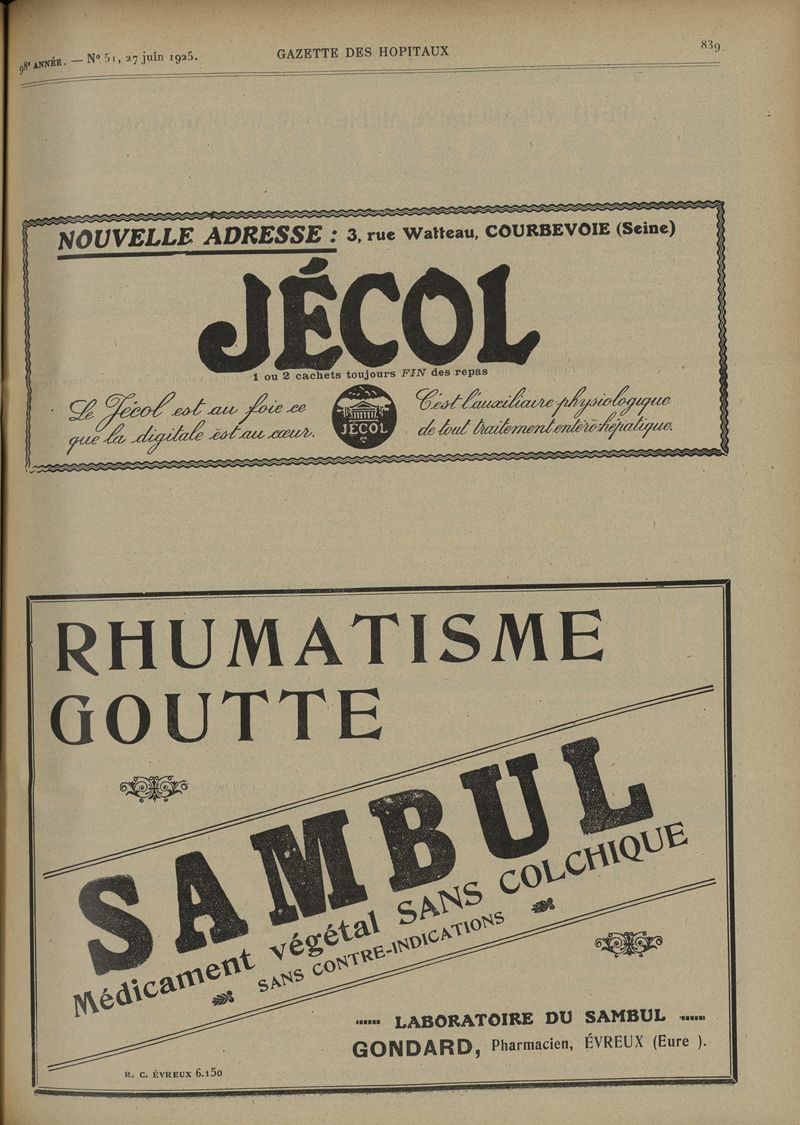 98e ANNÉE. — No 51, 27 juin 1925. GAZETTE DES HOPITAUX 839
NOUVELLE ADRESSE : 3, rue Watteau, COURBEVOIE (Seine)
JÉCOL
1 ou 2 cachets toujours FIN des repas
Le Jécol est au foie ce
que la digitale est au cœur.
JÉCOL
C'est l'auxiliaire physiologique
de tout traitement entéro-hépatique.
RHUMATISME
GOUTTE
SAMBUL
Médicament végétal SANS COLCHIQUE
SANS CONTRE-INDICATIONS
LABORATOIRE DU SAMBUL
GONDARD, Pharmacien, ÉVREUX (Eure ).
R. C. ÉVREUX 6.150